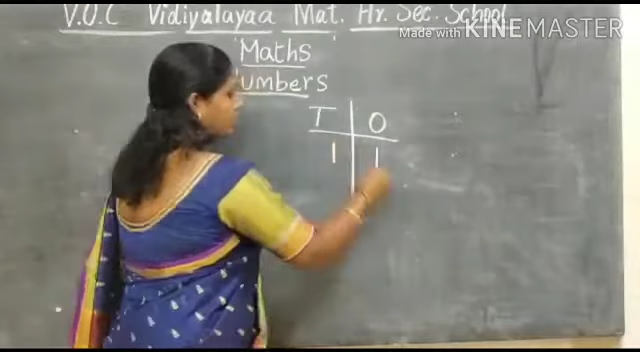 V.O.C Vidiyalayaa Mat. Hr. Sec. School
Made with KINEMASTER
Maths
umbers
T O
1 1